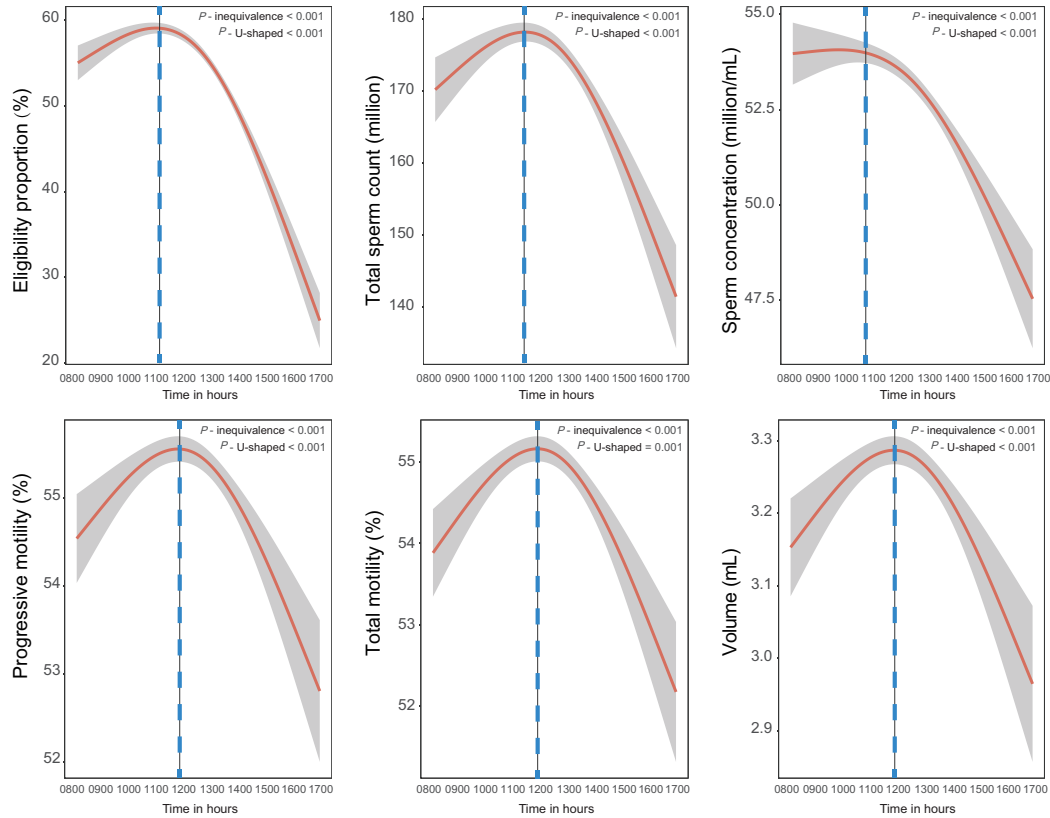 Eligibility proportion (%)
P - inequivalence < 0.001
P - U-shaped < 0.001
60
50
40
30
20
0800 0900 1000 1100 1200 1300 1400 1500 1600 1700
Time in hours
Total sperm count (million)
P - inequivalence < 0.001
P - U-shaped < 0.001
180
170
160
150
140
0800 0900 1000 1100 1200 1300 1400 1500 1600 1700
Time in hours
Sperm concentration (million/mL)
P - inequivalence < 0.001
P - U-shaped < 0.001
55.0
52.5
50.0
47.5
0800 0900 1000 1100 1200 1300 1400 1500 1600 1700
Time in hours
Progressive motility (%)
P - inequivalence < 0.001
P - U-shaped < 0.001
55
54
53
52
0800 0900 1000 1100 1200 1300 1400 1500 1600 1700
Time in hours
Total motility (%)
P - inequivalence < 0.001
P - U-shaped = 0.001
55
54
53
52
0800 0900 1000 1100 1200 1300 1400 1500 1600 1700
Time in hours
Volume (mL)
P - inequivalence < 0.001
P - U-shaped < 0.001
3.3
3.2
3.1
3.0
2.9
0800 0900 1000 1100 1200 1300 1400 1500 1600 1700
Time in hours